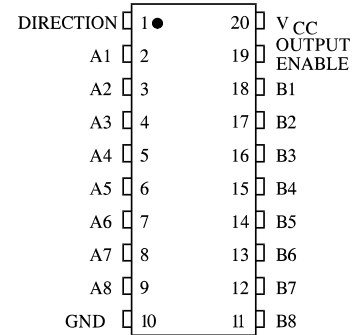 DIRECTION 1 20 VCC
A1 2 19 OUTPUT ENABLE
A2 3 18 B1
A3 4 17 B2
A4 5 16 B3
A5 6 15 B4
A6 7 14 B5
A7 8 13 B6
A8 9 12 B7
GND 10 11 B8